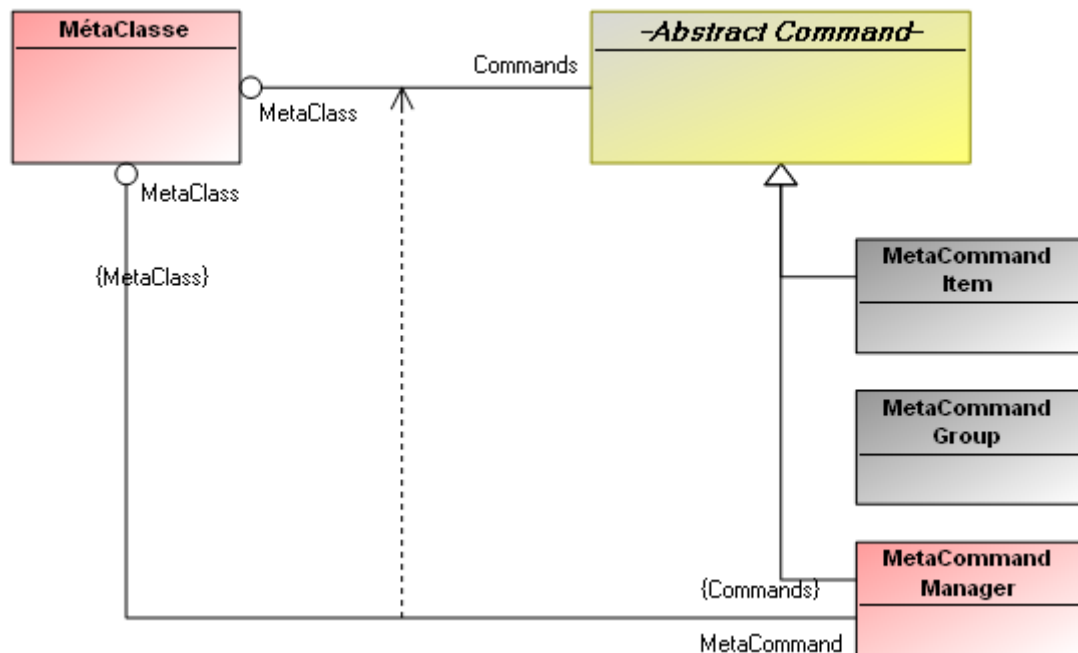 MétaClasse
-Abstract Command-
Commands
MetaClass
MetaClass
{MetaClass}
MetaCommand
Item
MetaCommand
Group
MetaCommand
Manager
{Commands}
MetaCommand